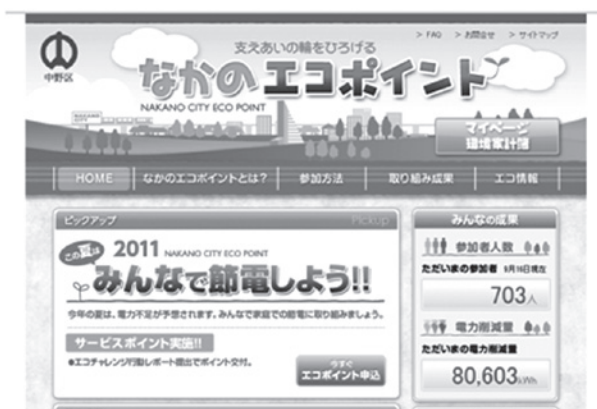 > FAQ > お問合せ > サイトマップ
中野区
支えあいの輪をひろげる
なかのエコポイント
NAKANO CITY ECO POINT
マイページ
環境家計簿
HOME なかのエコポイントとは? 参加方法 取り組み成果 エコ情報
ピックアップ Pickup
この夏は 2011 NAKANO CITY ECO POINT
みんなで節電しよう!!
今年の夏は、電力不足が予想されます。みんなで家庭での節電に取り組みましょう。
サービスポイント実施!!
●エコチャレンジ行動レポート提出でポイント交付。
今すぐ
エコポイント申込
みんなの成果
参加者人数
ただいまの参加者 9月16日現在
703人
電力削減量
ただいまの電力削減量
80,603kWh